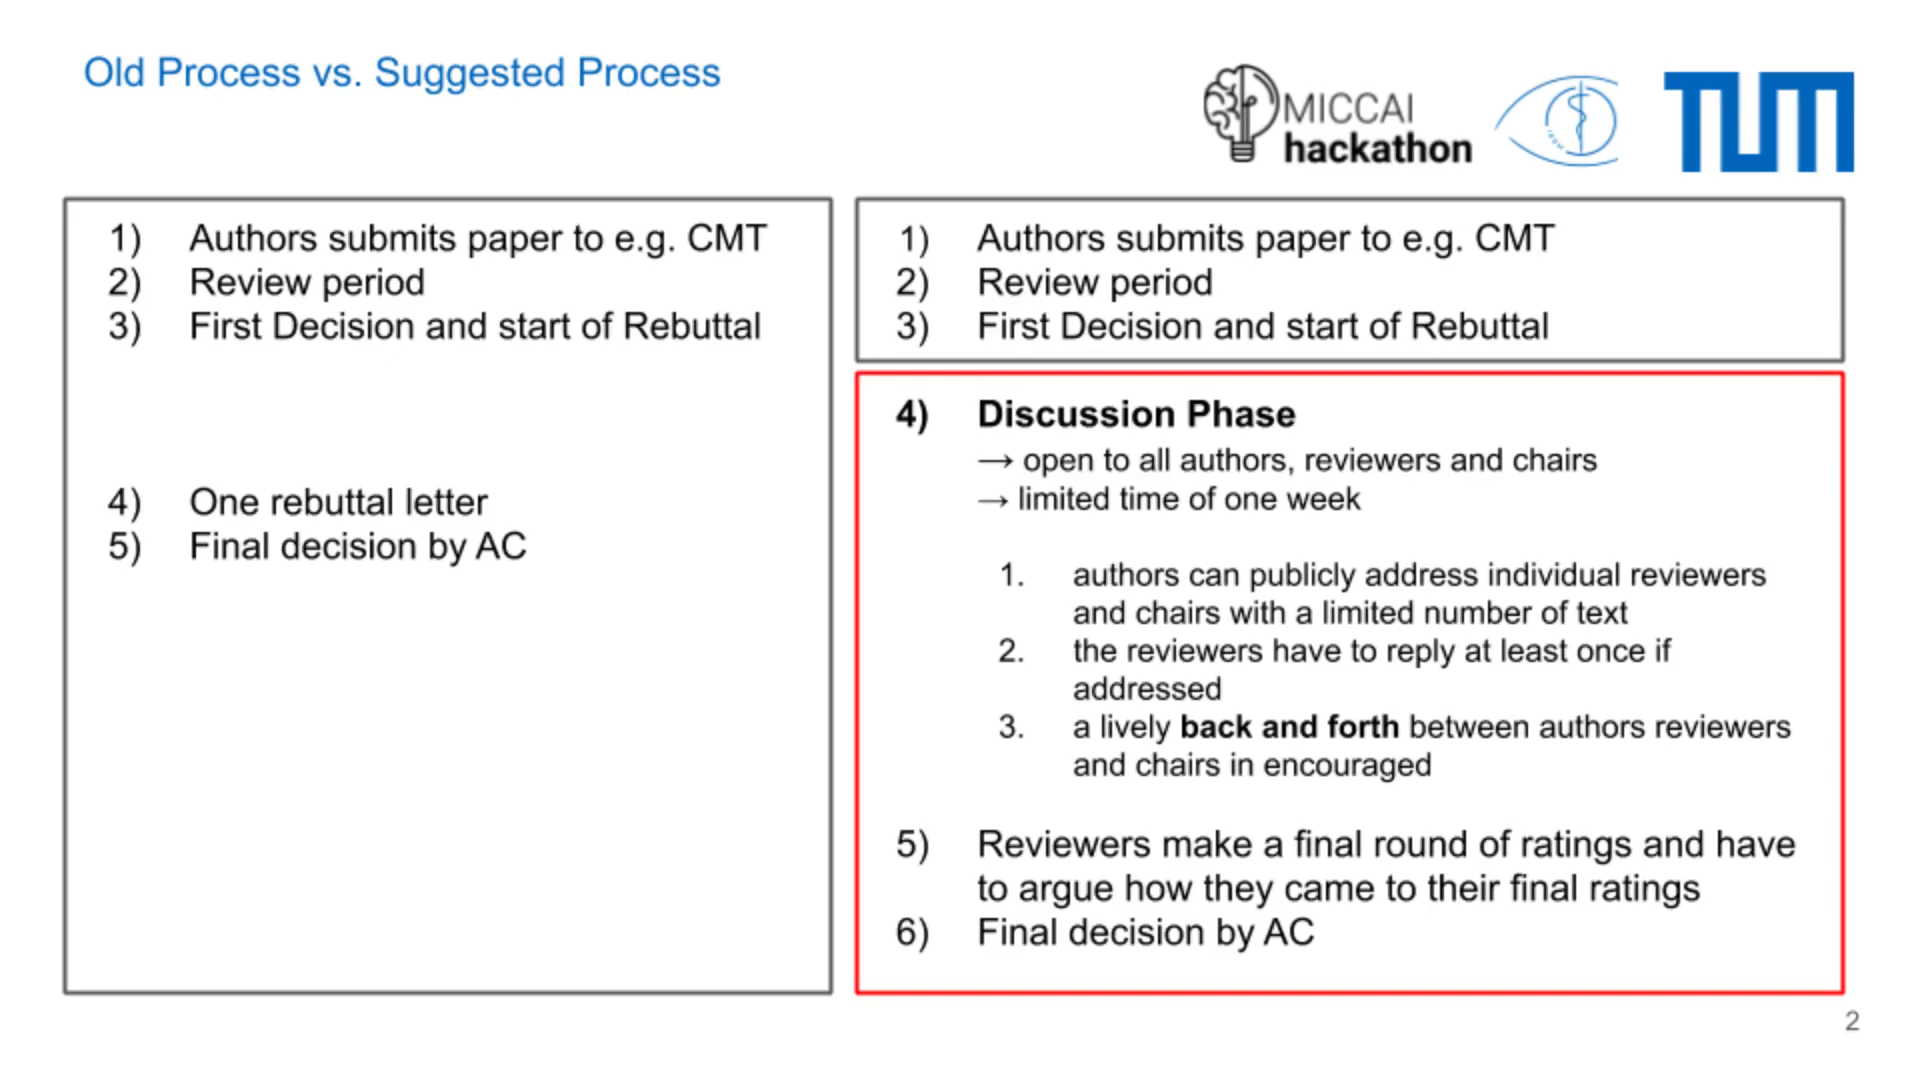 Old Process vs. Suggested Process
MICCAI
hackathon
TUM
1) Authors submits paper to e.g. CMT
2) Review period
3) First Decision and start of Rebuttal
4) One rebuttal letter
5) Final decision by AC
1) Authors submits paper to e.g. CMT
2) Review period
3) First Decision and start of Rebuttal
4) Discussion Phase
→ open to all authors, reviewers and chairs
→ limited time of one week
1. authors can publicly address individual reviewers
and chairs with a limited number of text
2. the reviewers have to reply at least once if
addressed
3. a lively back and forth between authors reviewers
and chairs in encouraged
5) Reviewers make a final round of ratings and have
to argue how they came to their final ratings
6) Final decision by AC
2